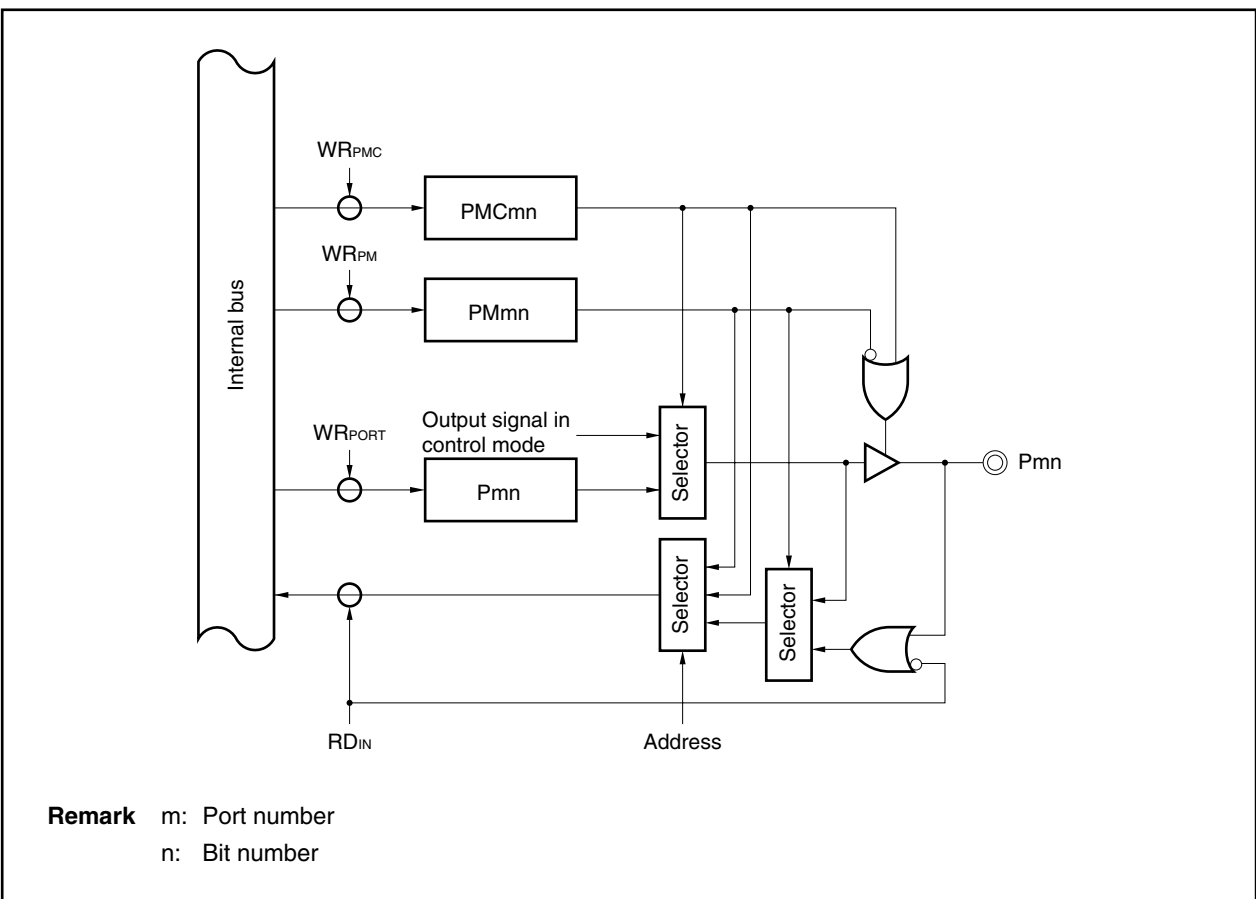 WRPMC
PMCmn
WRPM
PMmn
Internal bus
Output signal in
control mode
WRPORT
Pmn
Selector
Pmn
Selector
Selector
RDIN
Address
Remark m: Port number
n: Bit number